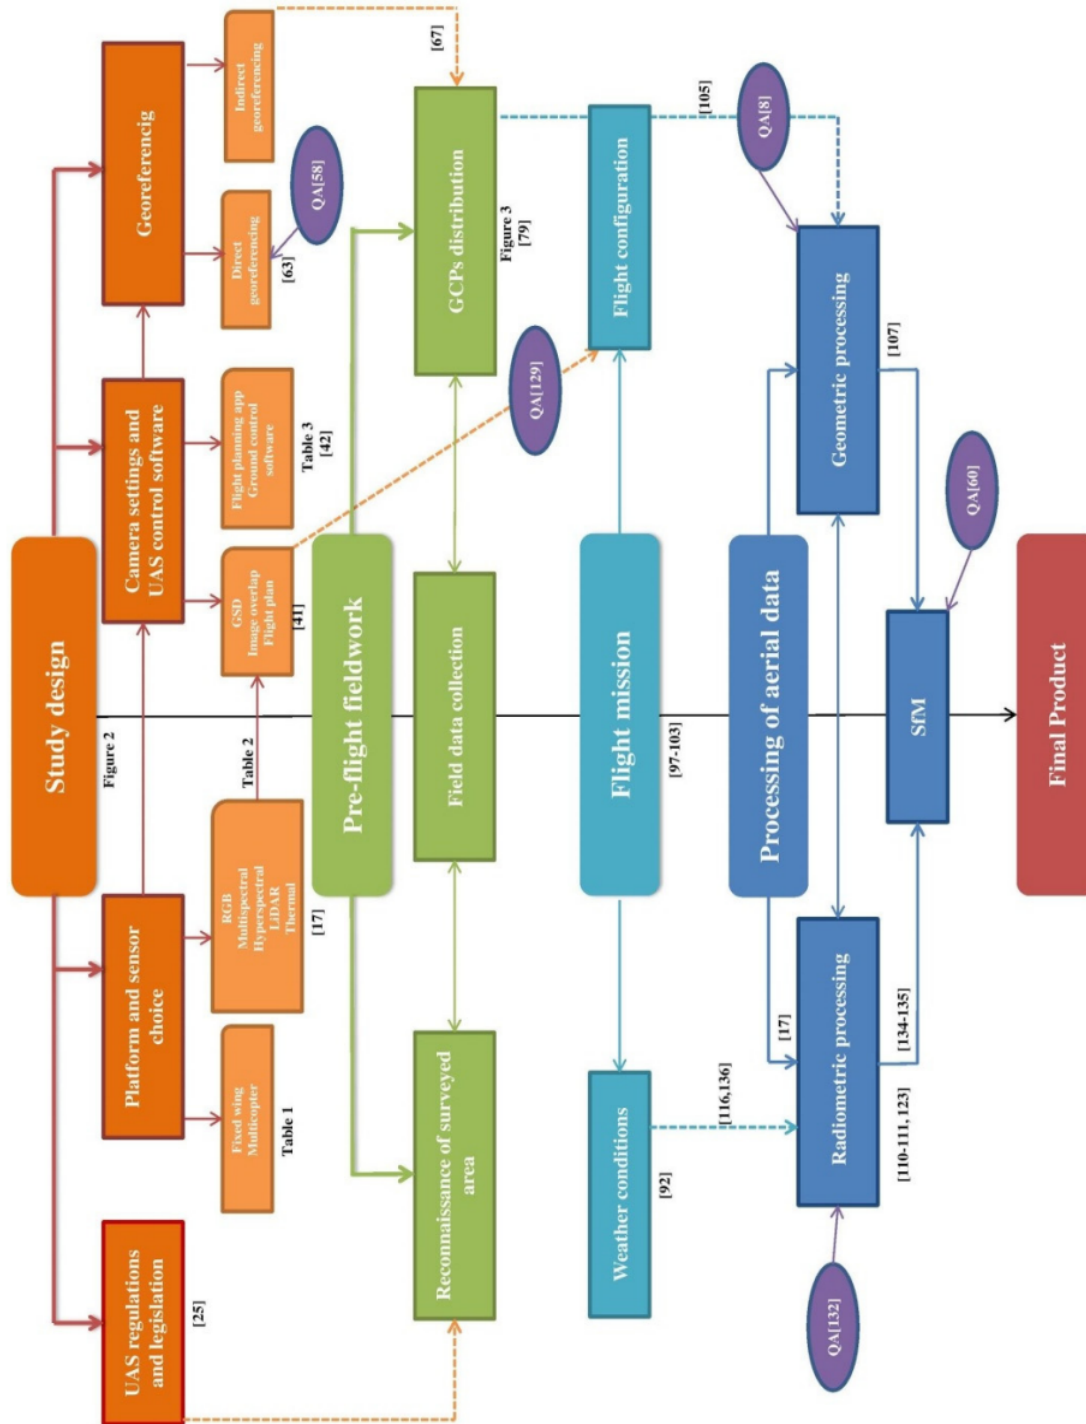 Study design
Figure 2
UAS regulations
and legislation
[25]
Platform and sensor
choice
Camera settings and
UAS control software
Georeferencig
Fixed wing
Multicopter
Table 1
RGB
Multispectral
Hyperspectral
LiDAR
Thermal
[17]
Table 2
GSD
Image overlap
Flight plan
[41]
Flight planning app
Ground control
software
Table 3
[42]
Direct
georeferencing
[63]
QA[58]
Indirect
georeferencing
[67]
Pre-flight fieldwork
Reconnaissance of surveyed
area
Field data collection
GCPs distribution
Figure 3
[79]
QA[129]
Flight mission
[97-103]
Weather conditions
[92]
Flight configuration
[105]
[116,136]
QA[8]
Processing of aerial data
[17]
Radiometric processing
[110-111, 123]
[134-135]
Geometric processing
[107]
QA[132]
SfM
QA[60]
Final Product